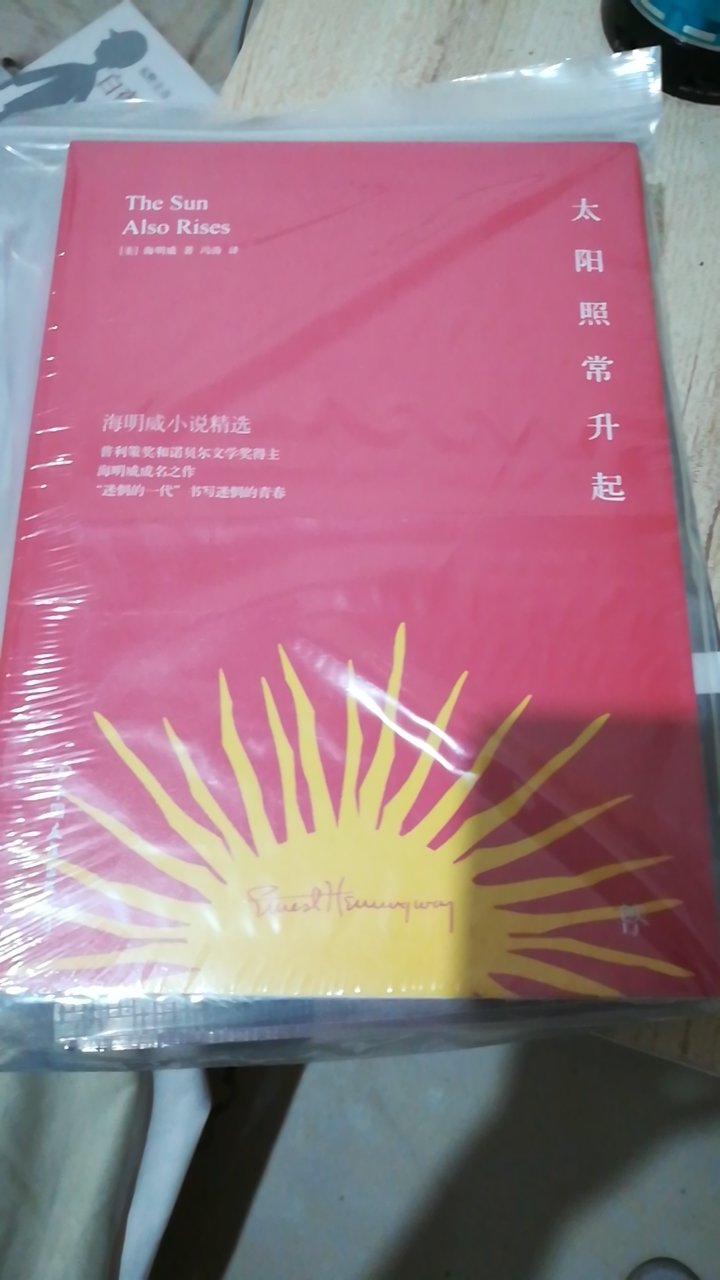 The Sun
Also Rises
[美] 海明威 著 冯涛 译
太阳照常升起
海明威小说精选
普利策奖和诺贝尔文学奖得主
海明威成名之作
“迷惘的一代” 书写迷惘的青春
Ernest Hemingway